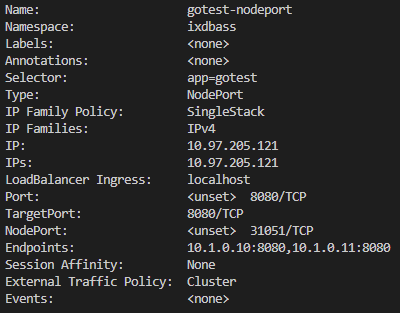 Name: gotest-nodeport
Namespace: ixdbass
Labels: <none>
Annotations: <none>
Selector: app=gotest
Type: NodePort
IP Family Policy: SingleStack
IP Families: IPv4
IP: 10.97.205.121
IPs: 10.97.205.121
LoadBalancer Ingress: localhost
Port: <unset> 8080/TCP
TargetPort: 8080/TCP
NodePort: <unset> 31051/TCP
Endpoints: 10.1.0.10:8080,10.1.0.11:8080
Session Affinity: None
External Traffic Policy: Cluster
Events: <none>